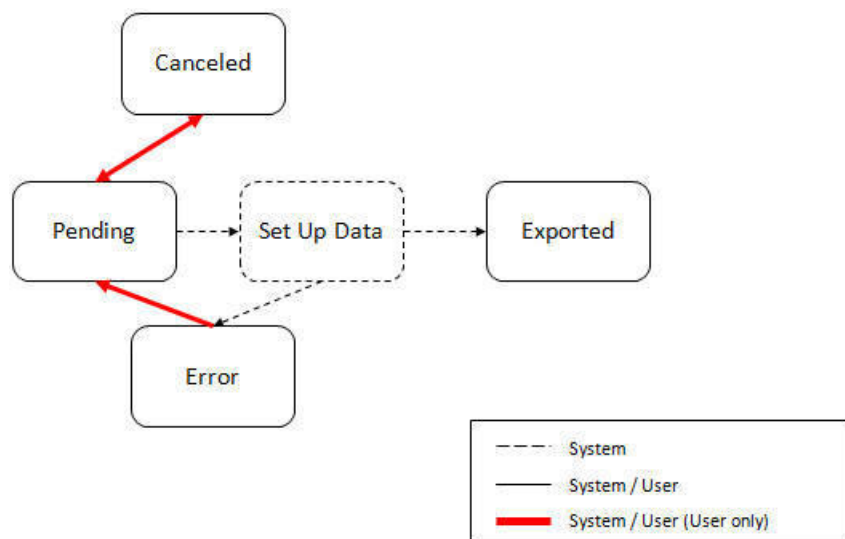 Canceled
Pending
Set Up Data
Exported
Error
System
System / User
System / User (User only)